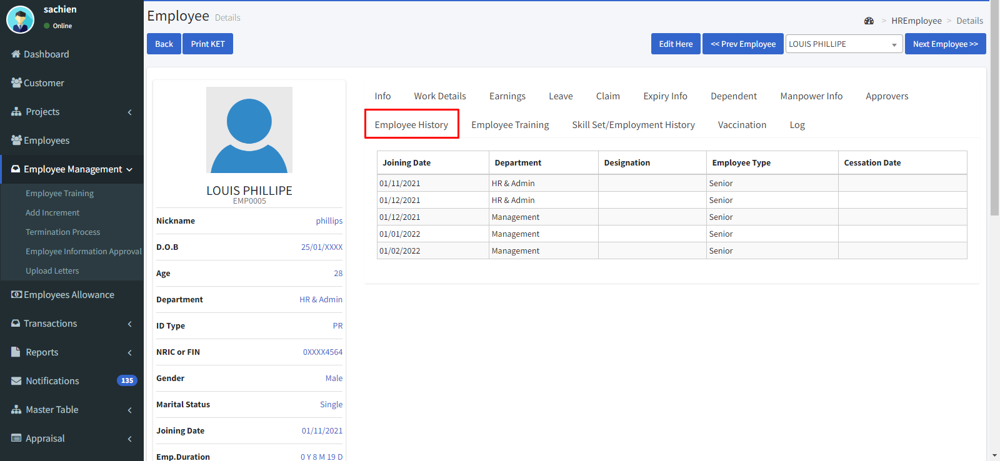 sachien
Online
Dashboard
Customer
Projects
Employees
Employee Management
Employee Training
Add Increment
Termination Process
Employee Information Approval
Upload Letters
Employees Allowance
Transactions
Reports
Notifications 135
Master Table
Appraisal
Employee Details
> HREmployee > Details
Back Print KET Edit Here << Prev Employee LOUIS PHILLIPE Next Employee >>
LOUIS PHILLIPE
EMP0005
Nickname phillips
D.O.B 25/01/XXXX
Age 28
Department HR & Admin
ID Type PR
NRIC or FIN 0XXXX4564
Gender Male
Marital Status Single
Joining Date 01/11/2021
Emp.Duration 0 Y 8 M 19 D
Info Work Details Earnings Leave Claim Expiry Info Dependent Manpower Info Approvers
Employee History Employee Training Skill Set/Employment History Vaccination Log
Joining Date Department Designation Employee Type Cessation Date
01/11/2021 HR & Admin Senior
01/12/2021 HR & Admin Senior
01/12/2021 Management Senior
01/01/2022 Management Senior
01/02/2022 Management Senior